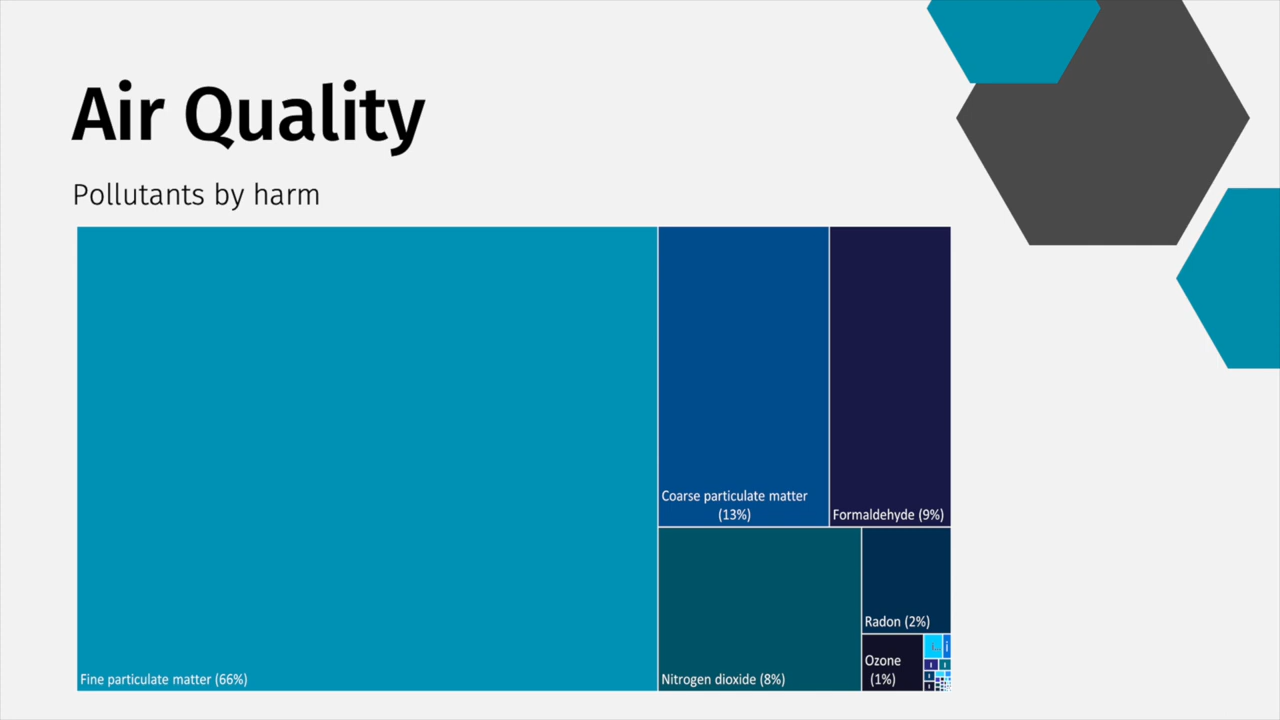 Air Quality
Pollutants by harm
Coarse particulate matter
(13%)
Formaldehyde (9%)
Radon (2%)
Ozone
(1%)
Fine particulate matter (66%)
Nitrogen dioxide (8%)